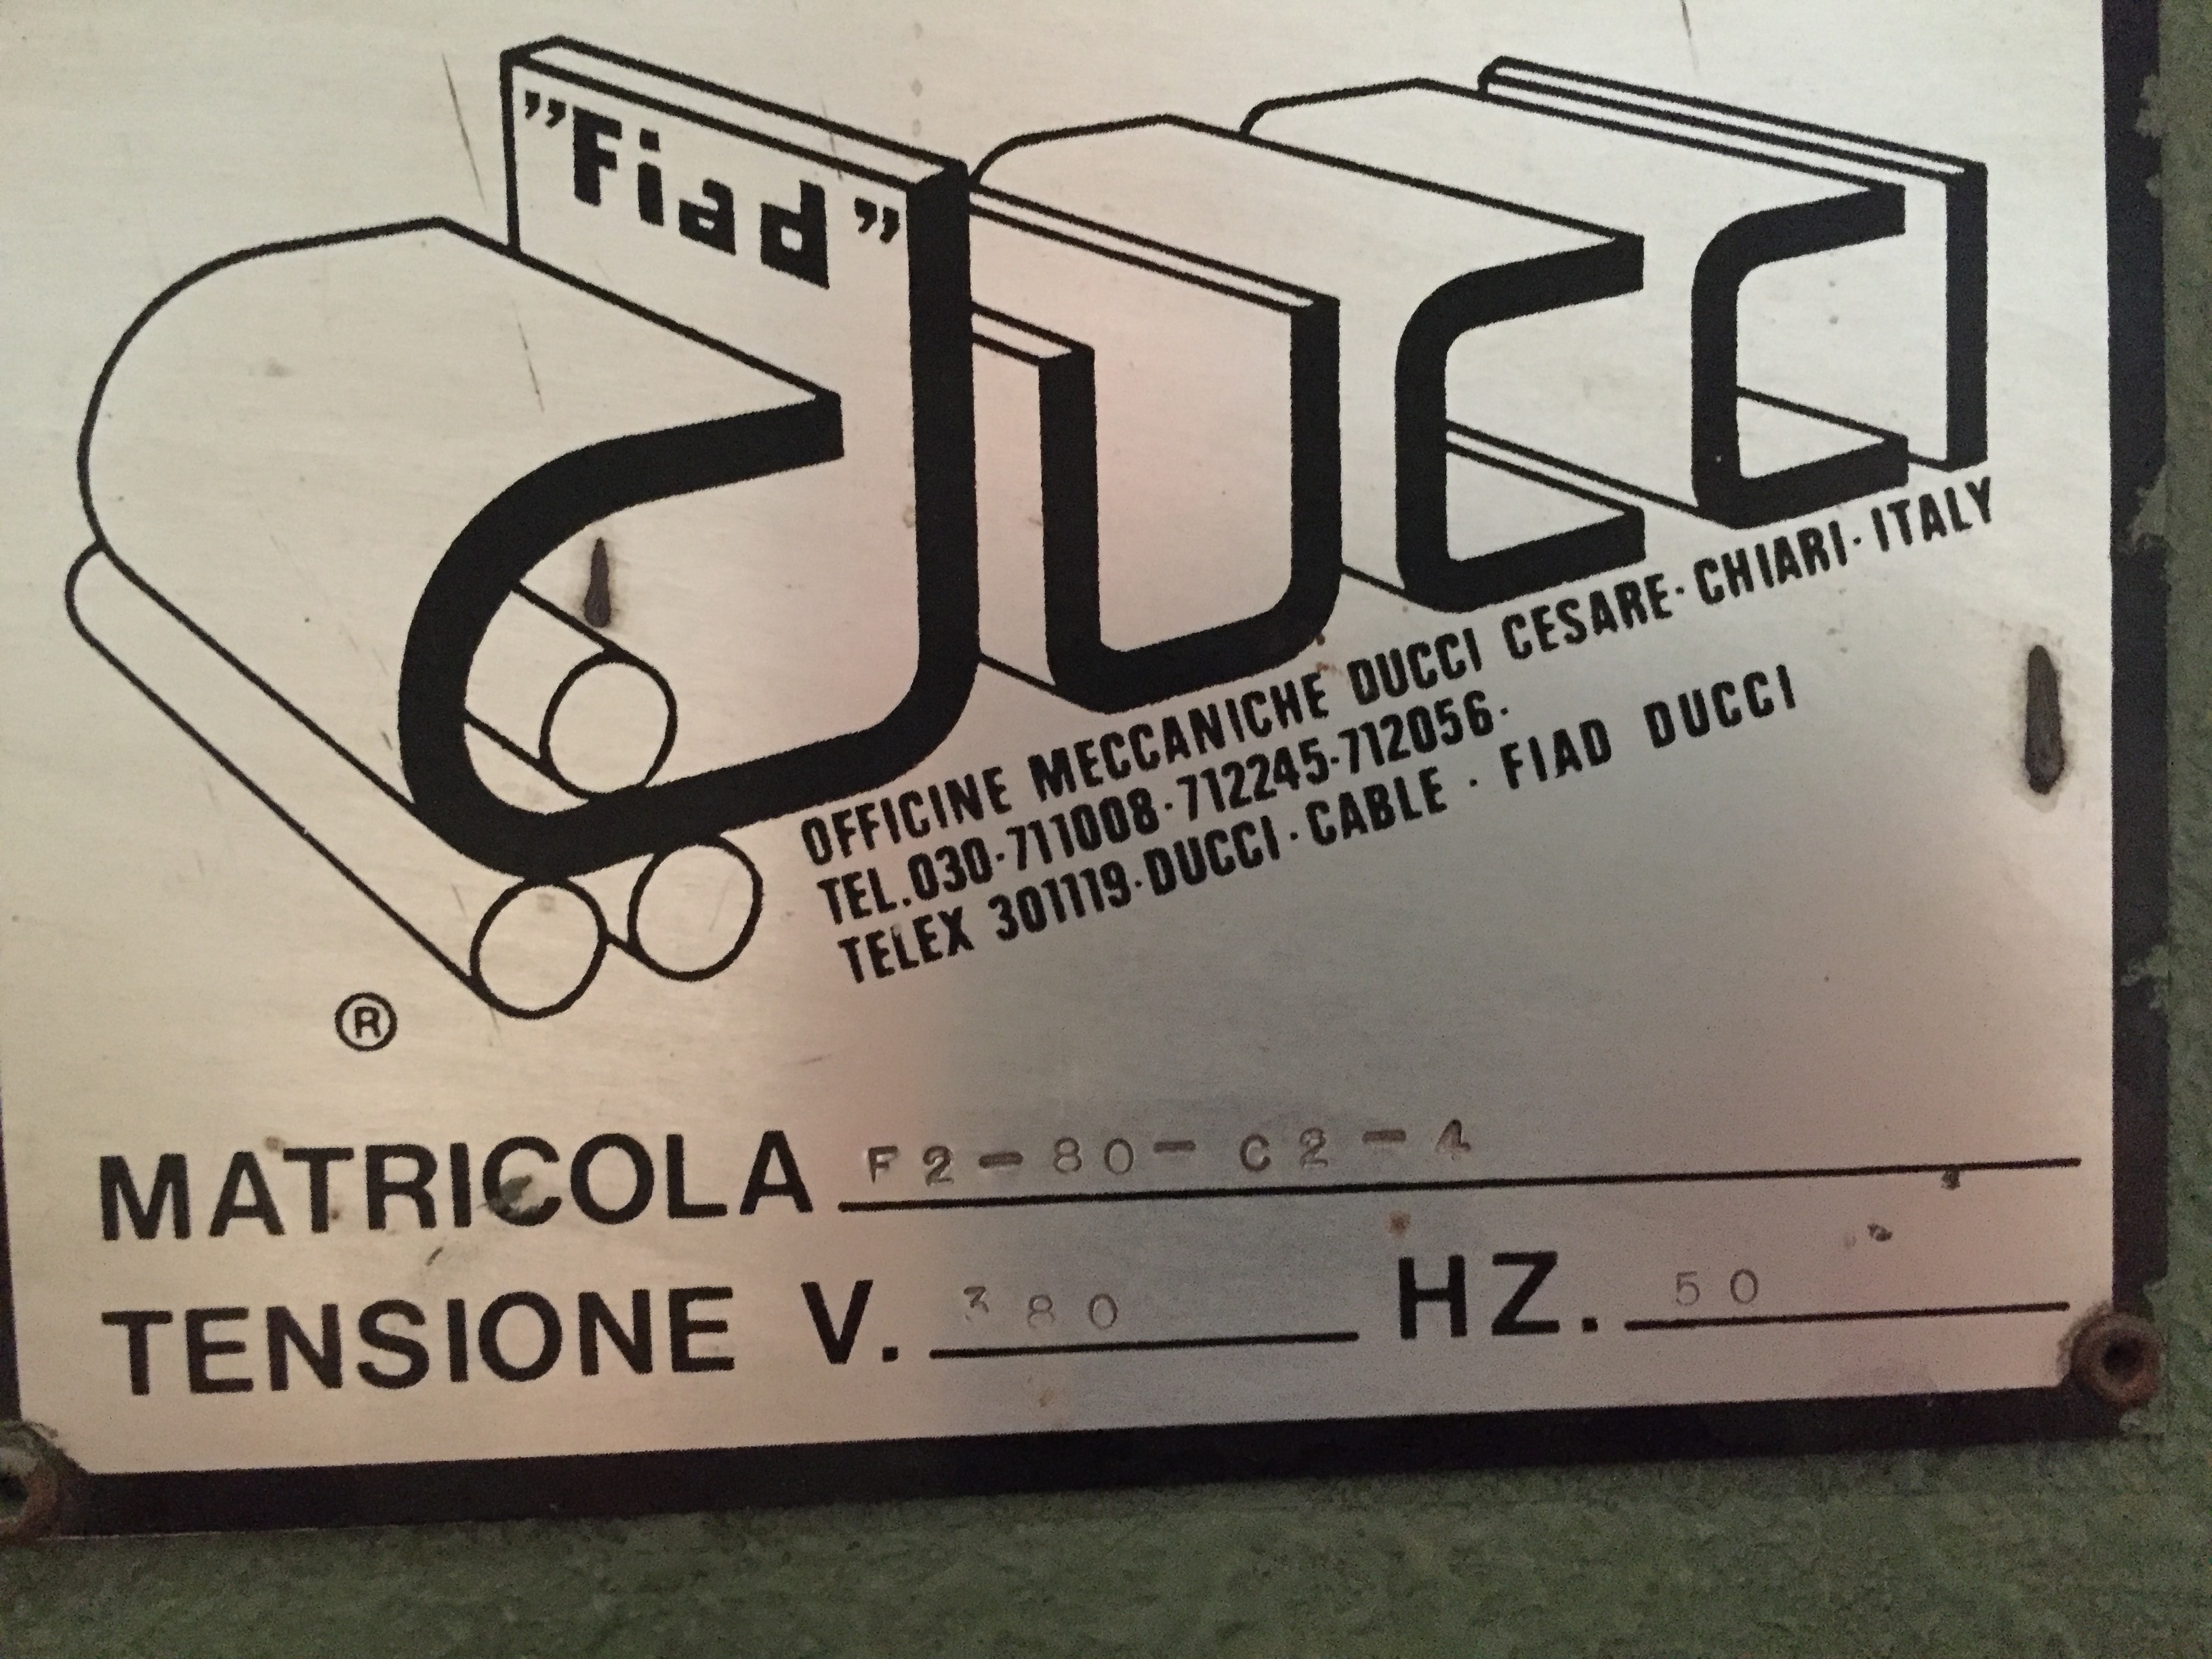 "Fiad"
ducci
OFFICINE MECCANICHE DUCCI CESARE·CHIARI·ITALY
TEL.030·711008·712245·712056·
TELEX 301119·DUCCI·CABLE · FIAD DUCCI
®
MATRICOLA F2-80-C2-4
TENSIONE V. 380 HZ. 50